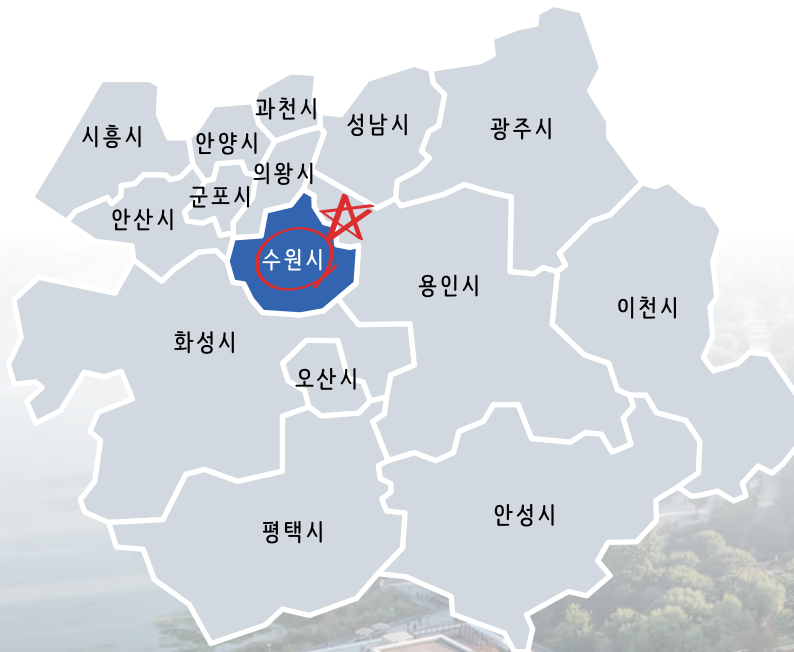 과천시
성남시
광주시
시흥시
안양시
의왕시
군포시
안산시
수원시
용인시
이천시
화성시
오산시
안성시
평택시